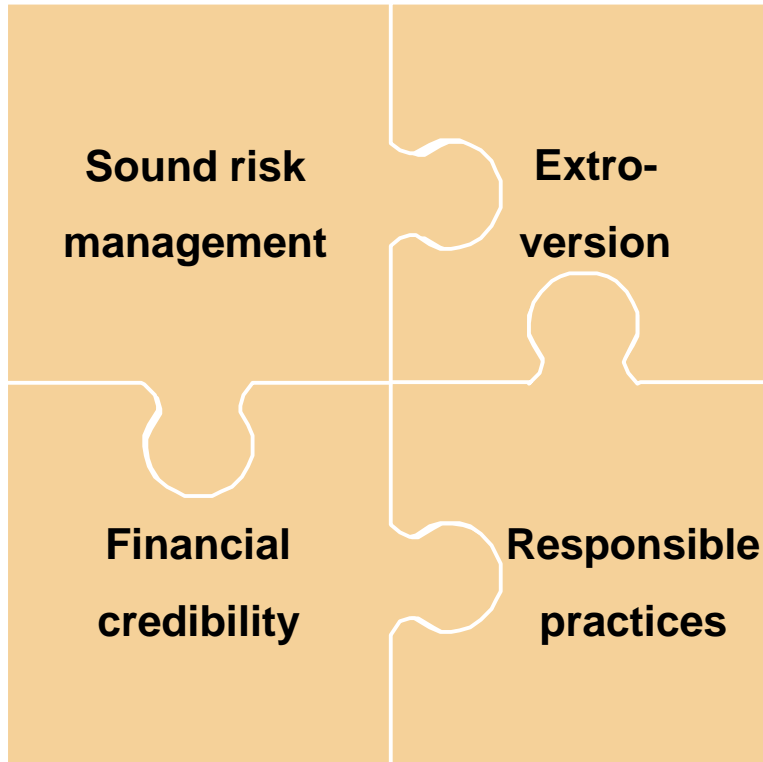 Sound risk
management
Extro-
version
Financial
credibility
Responsible
practices